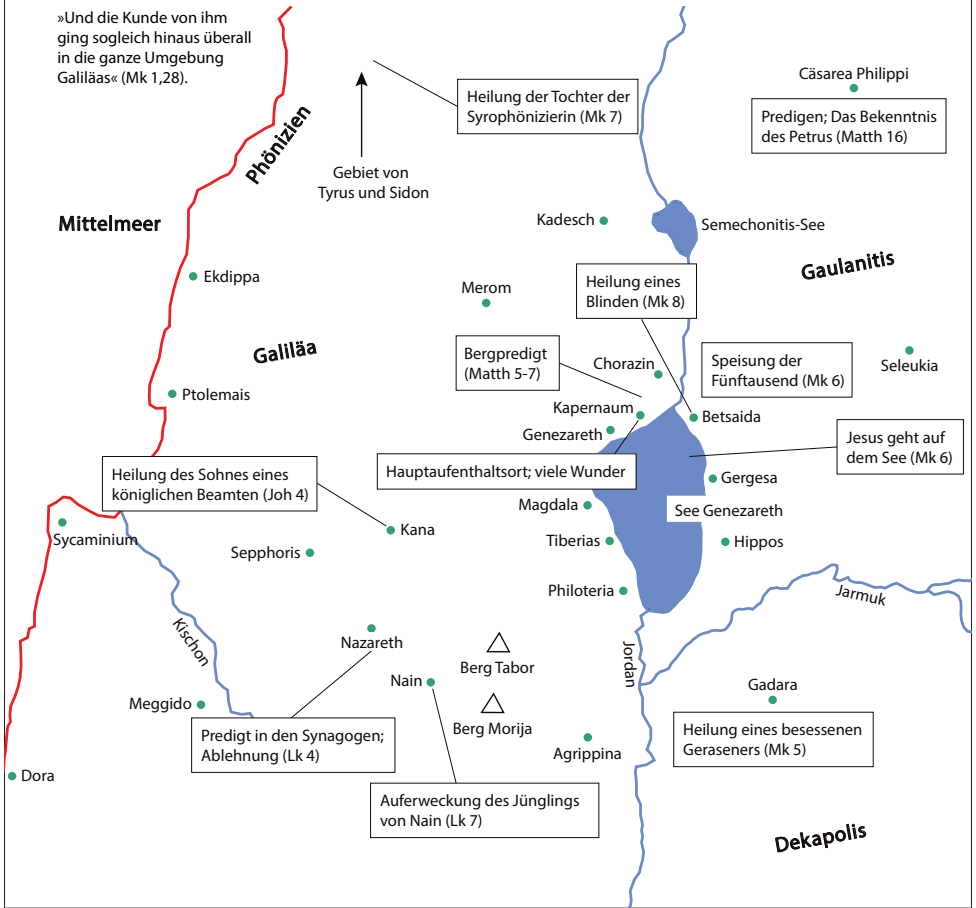 »Und die Kunde von ihm
ging sogleich hinaus überall
in die ganze Umgebung
Galiläas« (Mk 1,28).
Cäsarea Philippi
Heilung der Tochter der
Syrophönizierin (Mk 7)
Predigen; Das Bekenntnis
des Petrus (Matth 16)
Phönizien
Gebiet von
Tyrus und Sidon
Mittelmeer
Kadesch
Semechonitis-See
Gaulanitis
Ekdippa
Heilung eines
Blinden (Mk 8)
Merom
Galiläa
Bergpredigt
(Matth 5-7)
Chorazin
Speisung der
Fünftausend (Mk 6)
Seleukia
Ptolemais
Kapernaum
Betsaida
Genezareth
Jesus geht auf
dem See (Mk 6)
Heilung des Sohnes eines
königlichen Beamten (Joh 4)
Hauptaufenthaltsort; viele Wunder
Gergesa
Magdala
See Genezareth
Sycaminium
Kana
Sepphoris
Tiberias
Hippos
Philoteria
Jarmuk
Kischon
Nazareth
Jordan
Berg Tabor
Nain
Gadara
Meggido
Berg Morija
Predigt in den Synagogen;
Ablehnung (Lk 4)
Agrippina
Heilung eines besessenen
Geraseners (Mk 5)
Dora
Auferweckung des Jünglings
von Nain (Lk 7)
Dekapolis